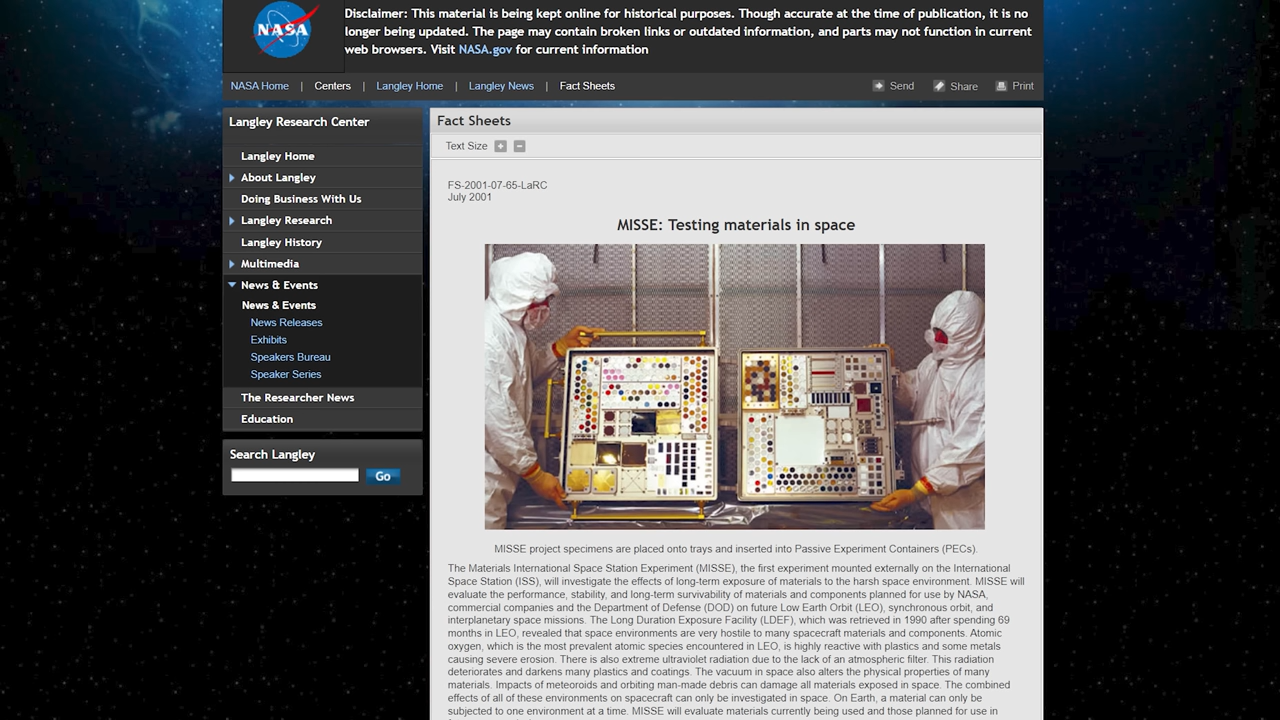 NASA
Disclaimer: This material is being kept online for historical purposes. Though accurate at the time of publication, it is no
longer being updated. The page may contain broken links or outdated information, and parts may not function in current
web browsers. Visit NASA.gov for current information
NASA Home | Centers | Langley Home | Langley News | Fact Sheets
Send Share Print
Langley Research Center
Langley Home
About Langley
Doing Business With Us
Langley Research
Langley History
Multimedia
News & Events
News & Events
News Releases
Exhibits
Speakers Bureau
Speaker Series
The Researcher News
Education
Search Langley
Go
Fact Sheets
Text Size + -
FS-2001-07-65-LaRC
July 2001
MISSE: Testing materials in space
MISSE project specimens are placed onto trays and inserted into Passive Experiment Containers (PECs).
The Materials International Space Station Experiment (MISSE), the first experiment mounted externally on the International
Space Station (ISS), will investigate the effects of long-term exposure of materials to the harsh space environment. MISSE will
evaluate the performance, stability, and long-term survivability of materials and components planned for use by NASA,
commercial companies and the Department of Defense (DOD) on future Low Earth Orbit (LEO), synchronous orbit, and
interplanetary space missions. The Long Duration Exposure Facility (LDEF), which was retrieved in 1990 after spending 69
months in LEO, revealed that space environments are very hostile to many spacecraft materials and components. Atomic
oxygen, which is the most prevalent atomic species encountered in LEO, is highly reactive with plastics and some metals
causing severe erosion. There is also extreme ultraviolet radiation due to the lack of an atmospheric filter. This radiation
deteriorates and darkens many plastics and coatings. The vacuum in space also alters the physical properties of many
materials. Impacts of meteoroids and orbiting man-made debris can damage all materials exposed in space. The combined
effects of all of these environments on spacecraft can only be investigated in space. On Earth, a material can only be
subjected to one environment at a time. MISSE will evaluate materials currently being used and those planned for use in